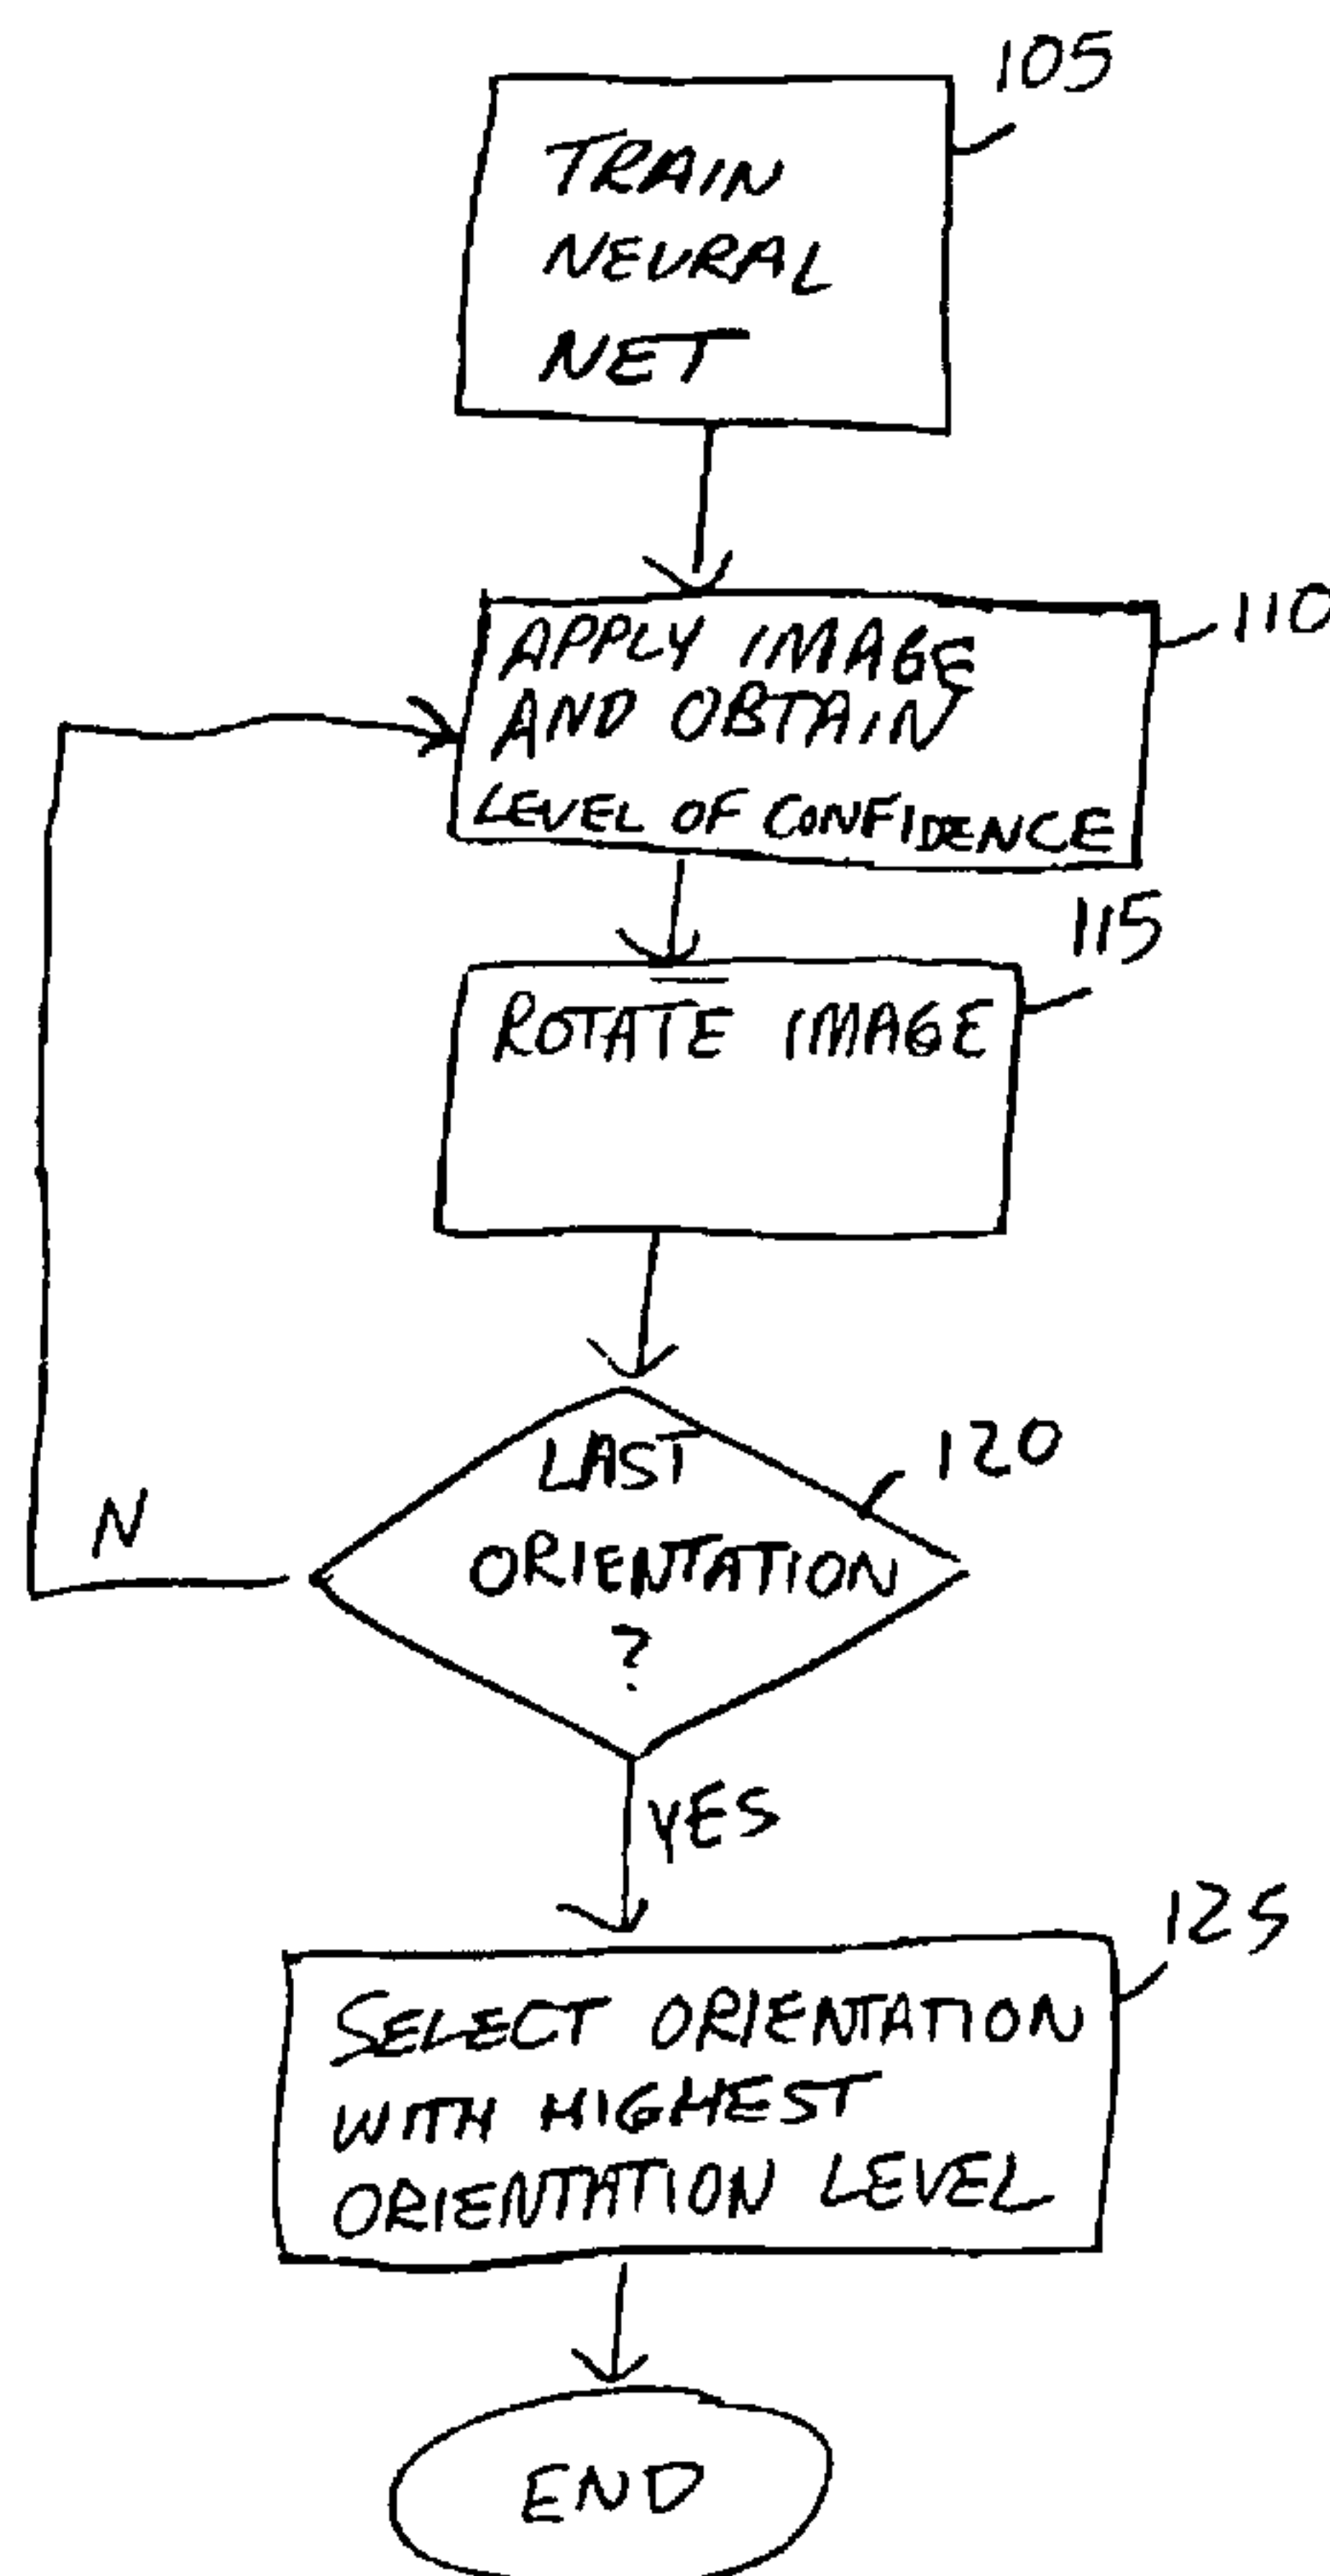 105
TRAIN
NEURAL
NET
110
APPLY IMAGE
AND OBTAIN
LEVEL OF CONFIDENCE
115
ROTATE IMAGE
120
LAST
ORIENTATION
?
N
YES
125
SELECT ORIENTATION
WITH HIGHEST
ORIENTATION LEVEL
END